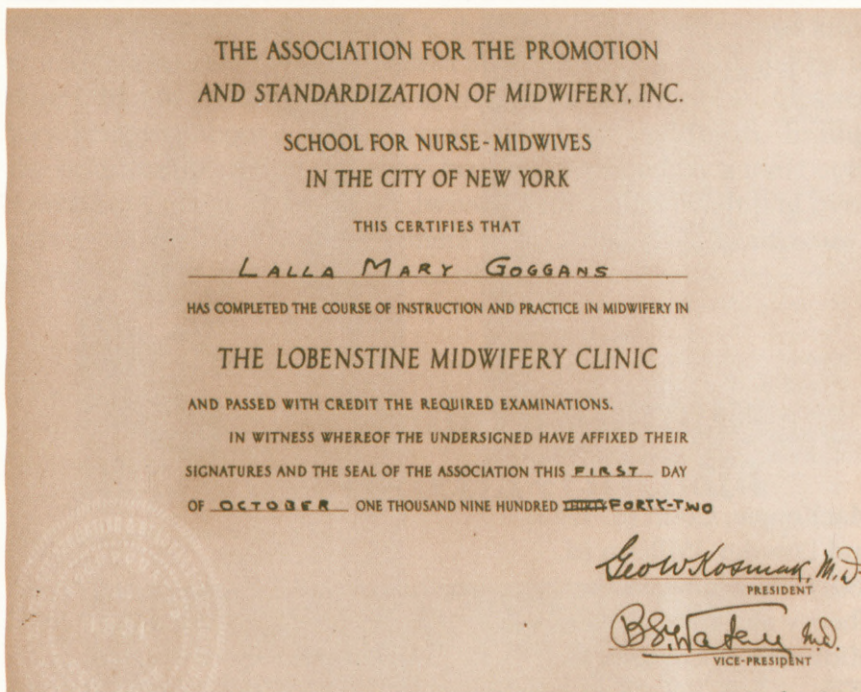 THE ASSOCIATION FOR THE PROMOTION
AND STANDARDIZATION OF MIDWIFERY, INC.
SCHOOL FOR NURSE-MIDWIVES
IN THE CITY OF NEW YORK
THIS CERTIFIES THAT
LALLA MARY GOGGANS
HAS COMPLETED THE COURSE OF INSTRUCTION AND PRACTICE IN MIDWIFERY IN
THE LOBENSTINE MIDWIFERY CLINIC
AND PASSED WITH CREDIT THE REQUIRED EXAMINATIONS.
IN WITNESS WHEREOF THE UNDERSIGNED HAVE AFFIXED THEIR
SIGNATURES AND THE SEAL OF THE ASSOCIATION THIS FIRST DAY
OF OCTOBER ONE THOUSAND NINE HUNDRED FORTY-TWO
Geo W Kosmak, M.D.
PRESIDENT
M.D.
VICE-PRESIDENT
1931